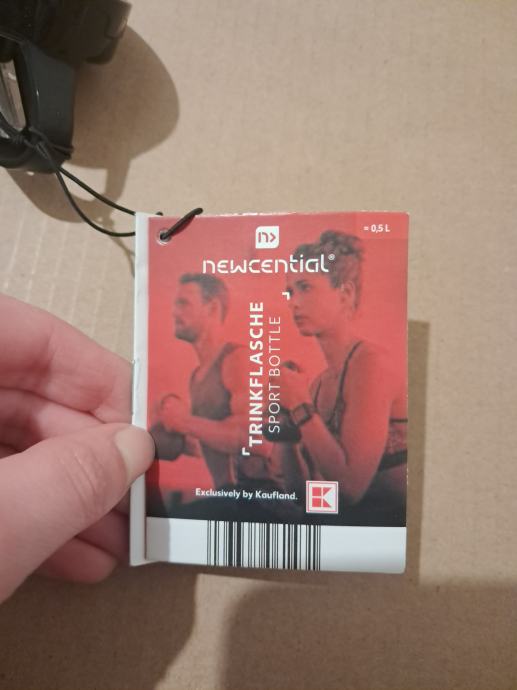 = 0,5 L
newcential®
TRINKFLASCHE
SPORT BOTTLE
Exclusively by Kaufland.